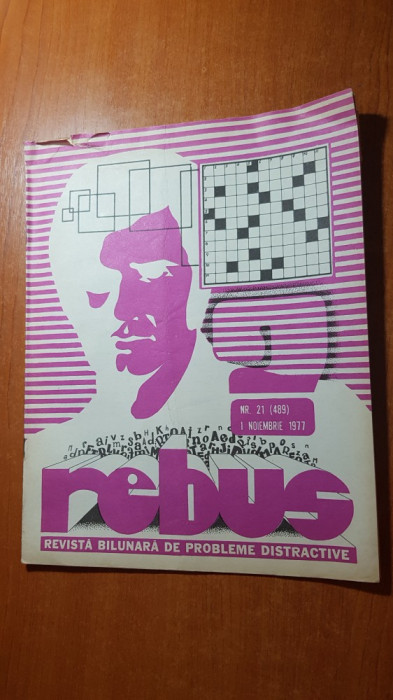 NR. 21 (489)
1 NOIEMBRIE 1977
rebus
REVISTĂ BILUNARĂ DE PROBLEME DISTRACTIVE